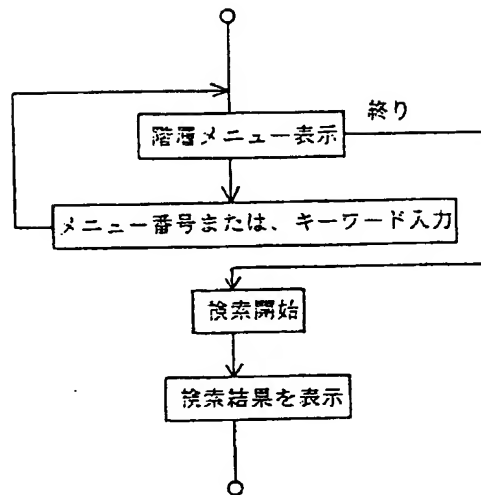 終り
階層メニュー表示
メニュー番号または、キーワード入力
検索開始
検索結果を表示